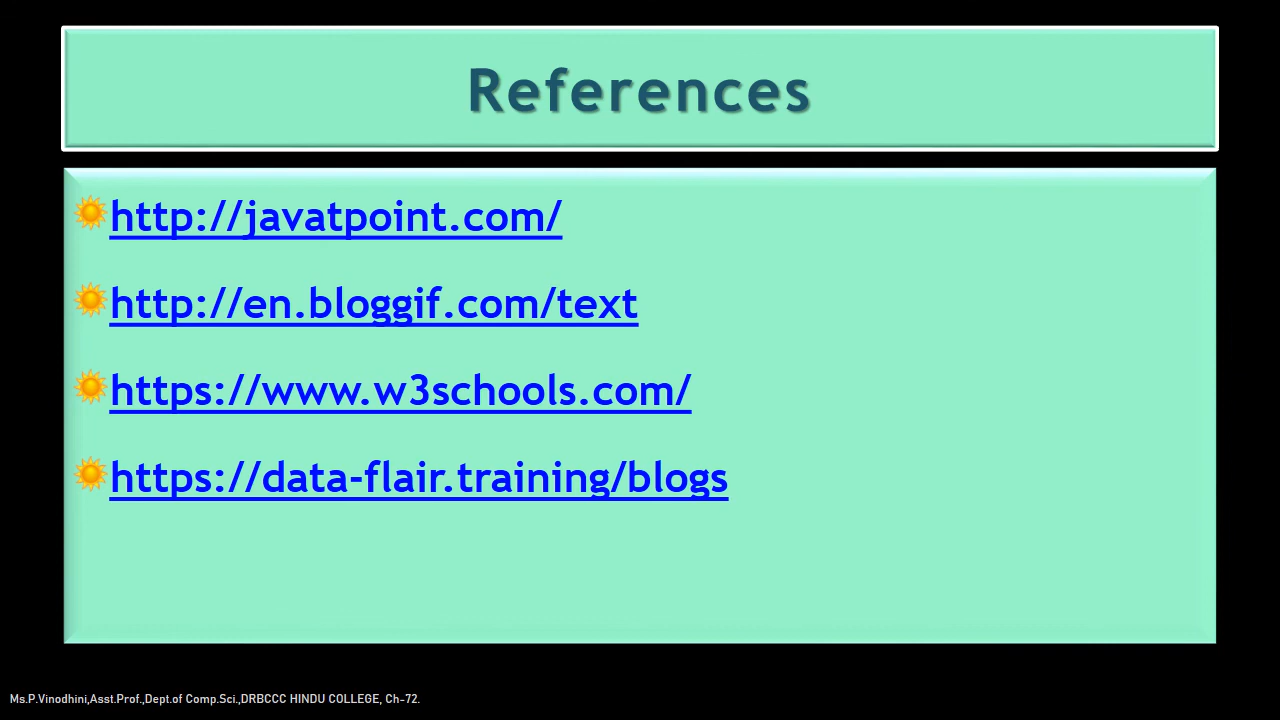 References
http://javatpoint.com/
http://en.bloggif.com/text
https://www.w3schools.com/
https://data-flair.training/blogs
Ms.P.Vinodhini,Asst.Prof.,Dept.of Comp.Sci.,DRBCCC HINDU COLLEGE, Ch-72.